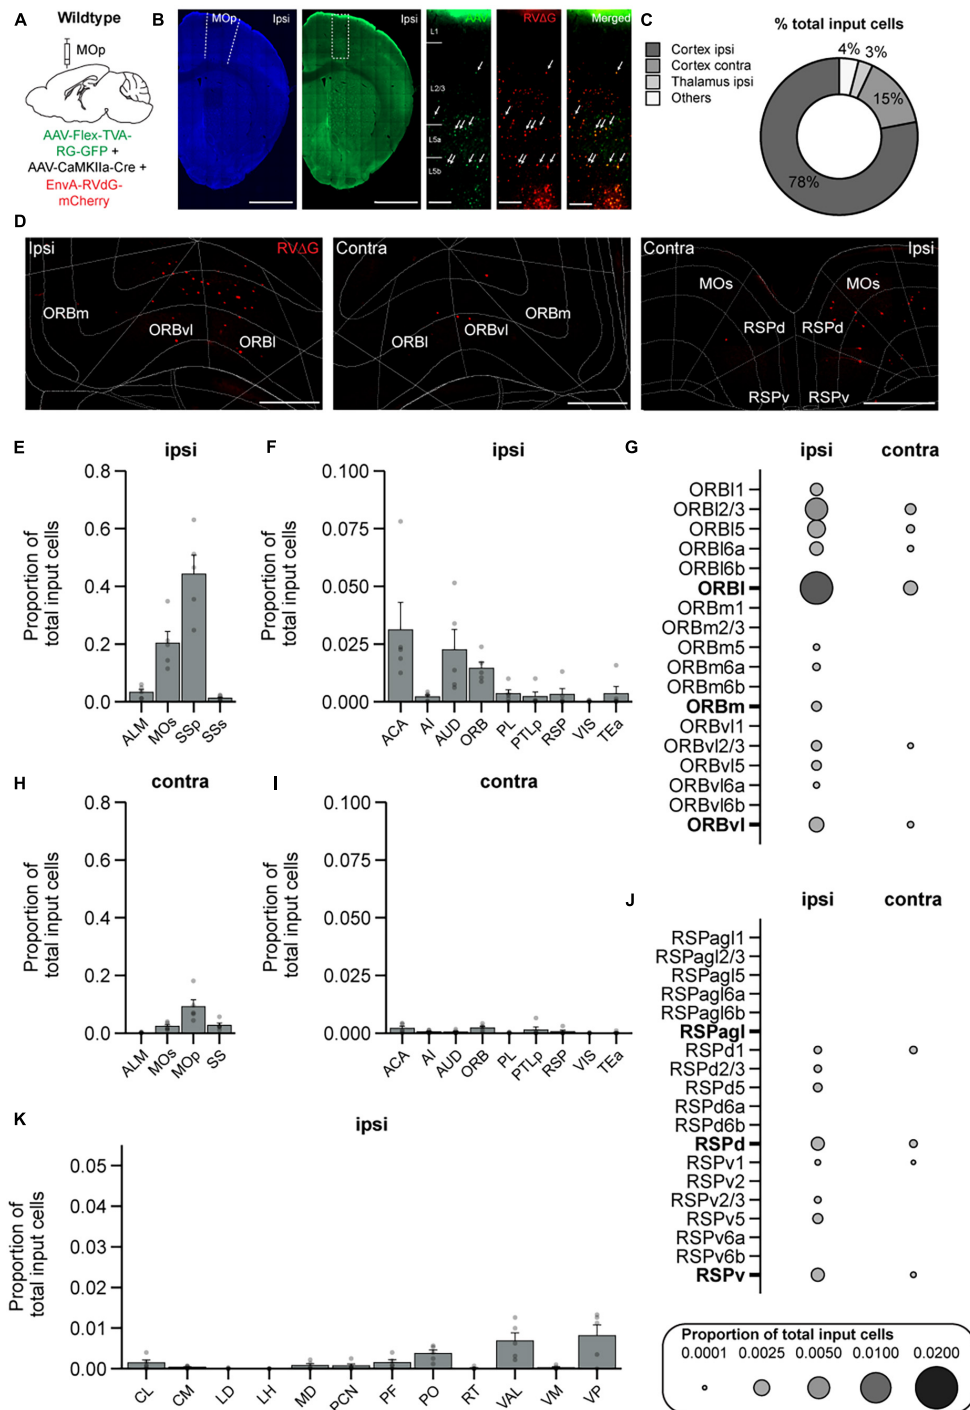 A
Wildtype
MOp
AAV-Flex-TVA-
RG-GFP +
AAV-CaMKIIa-Cre +
EnvA-RVdG-
mCherry
B
MOp
Ipsi
Ipsi
AAV
RVΔG
Merged
L1
L2/3
L5a
L5b
C
% total input cells
Cortex ipsi
Cortex contra
Thalamus ipsi
Others
4%
3%
15%
78%
D
Ipsi
RVΔG
ORBm
ORBvl
ORBl
Contra
ORBm
ORBvl
ORBl
Contra
Ipsi
MOs
MOs
RSPd
RSPd
RSPv
RSPv
E
ipsi
Proportion of
total input cells
0.8
0.6
0.4
0.2
0.0
ALM
MOs
SSp
SSs
F
ipsi
Proportion of
total input cells
0.100
0.075
0.050
0.025
0.000
ACA
AI
AUD
ORB
PL
PTLp
RSP
VIS
TEa
G
ipsi
contra
ORBl1
ORBl2/3
ORBl5
ORBl6a
ORBl6b
ORBl
ORBm1
ORBm2/3
ORBm5
ORBm6a
ORBm6b
ORBm
ORBvl1
ORBvl2/3
ORBvl5
ORBvl6a
ORBvl6b
ORBvl
H
contra
Proportion of
total input cells
0.8
0.6
0.4
0.2
0.0
ALM
MOs
MOp
SS
I
contra
Proportion of
total input cells
0.100
0.075
0.050
0.025
0.000
ACA
AI
AUD
ORB
PL
PTLp
RSP
VIS
TEa
J
ipsi
contra
RSPagl1
RSPagl2/3
RSPagl5
RSPagl6a
RSPagl6b
RSPagl
RSPd1
RSPd2/3
RSPd5
RSPd6a
RSPd6b
RSPd
RSPv1
RSPv2
RSPv2/3
RSPv5
RSPv6a
RSPv6b
RSPv
K
ipsi
Proportion of
total input cells
0.05
0.04
0.03
0.02
0.01
0.00
CL
CM
LD
LH
MD
PCN
PF
PO
RT
VAL
VM
VP
Proportion of total input cells
0.0001
0.0025
0.0050
0.0100
0.0200